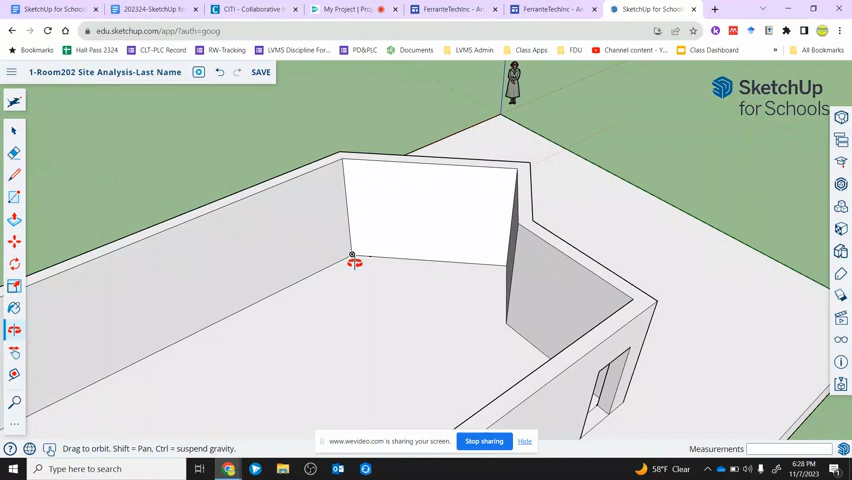 SketchUp for Schools
202324-SketchUp f
CITI - Collaborative I
My Project | Proj
FerranteTechInc - An
FerranteTechInc - An
SketchUp for Schools
edu.sketchup.com/app/?auth=goog
Bookmarks
Hall Pass 2324
CLT-PLC Record
RW-Tracking
LVMS Discipline For...
PD&PLC
Documents
LVMS Admin
Class Apps
FDU
Channel content - Y...
Class Dojo
All Bookmarks
1-Room202 Site Analysis-Last Name
SAVE
SketchUp
for Schools
www.wevideo.com is sharing your screen.
Stop sharing
Hide
Drag to orbit. Shift = Pan, Ctrl = suspend gravity.
Measurements
Type here to search
58°F Clear
6:28 PM
11/7/2023